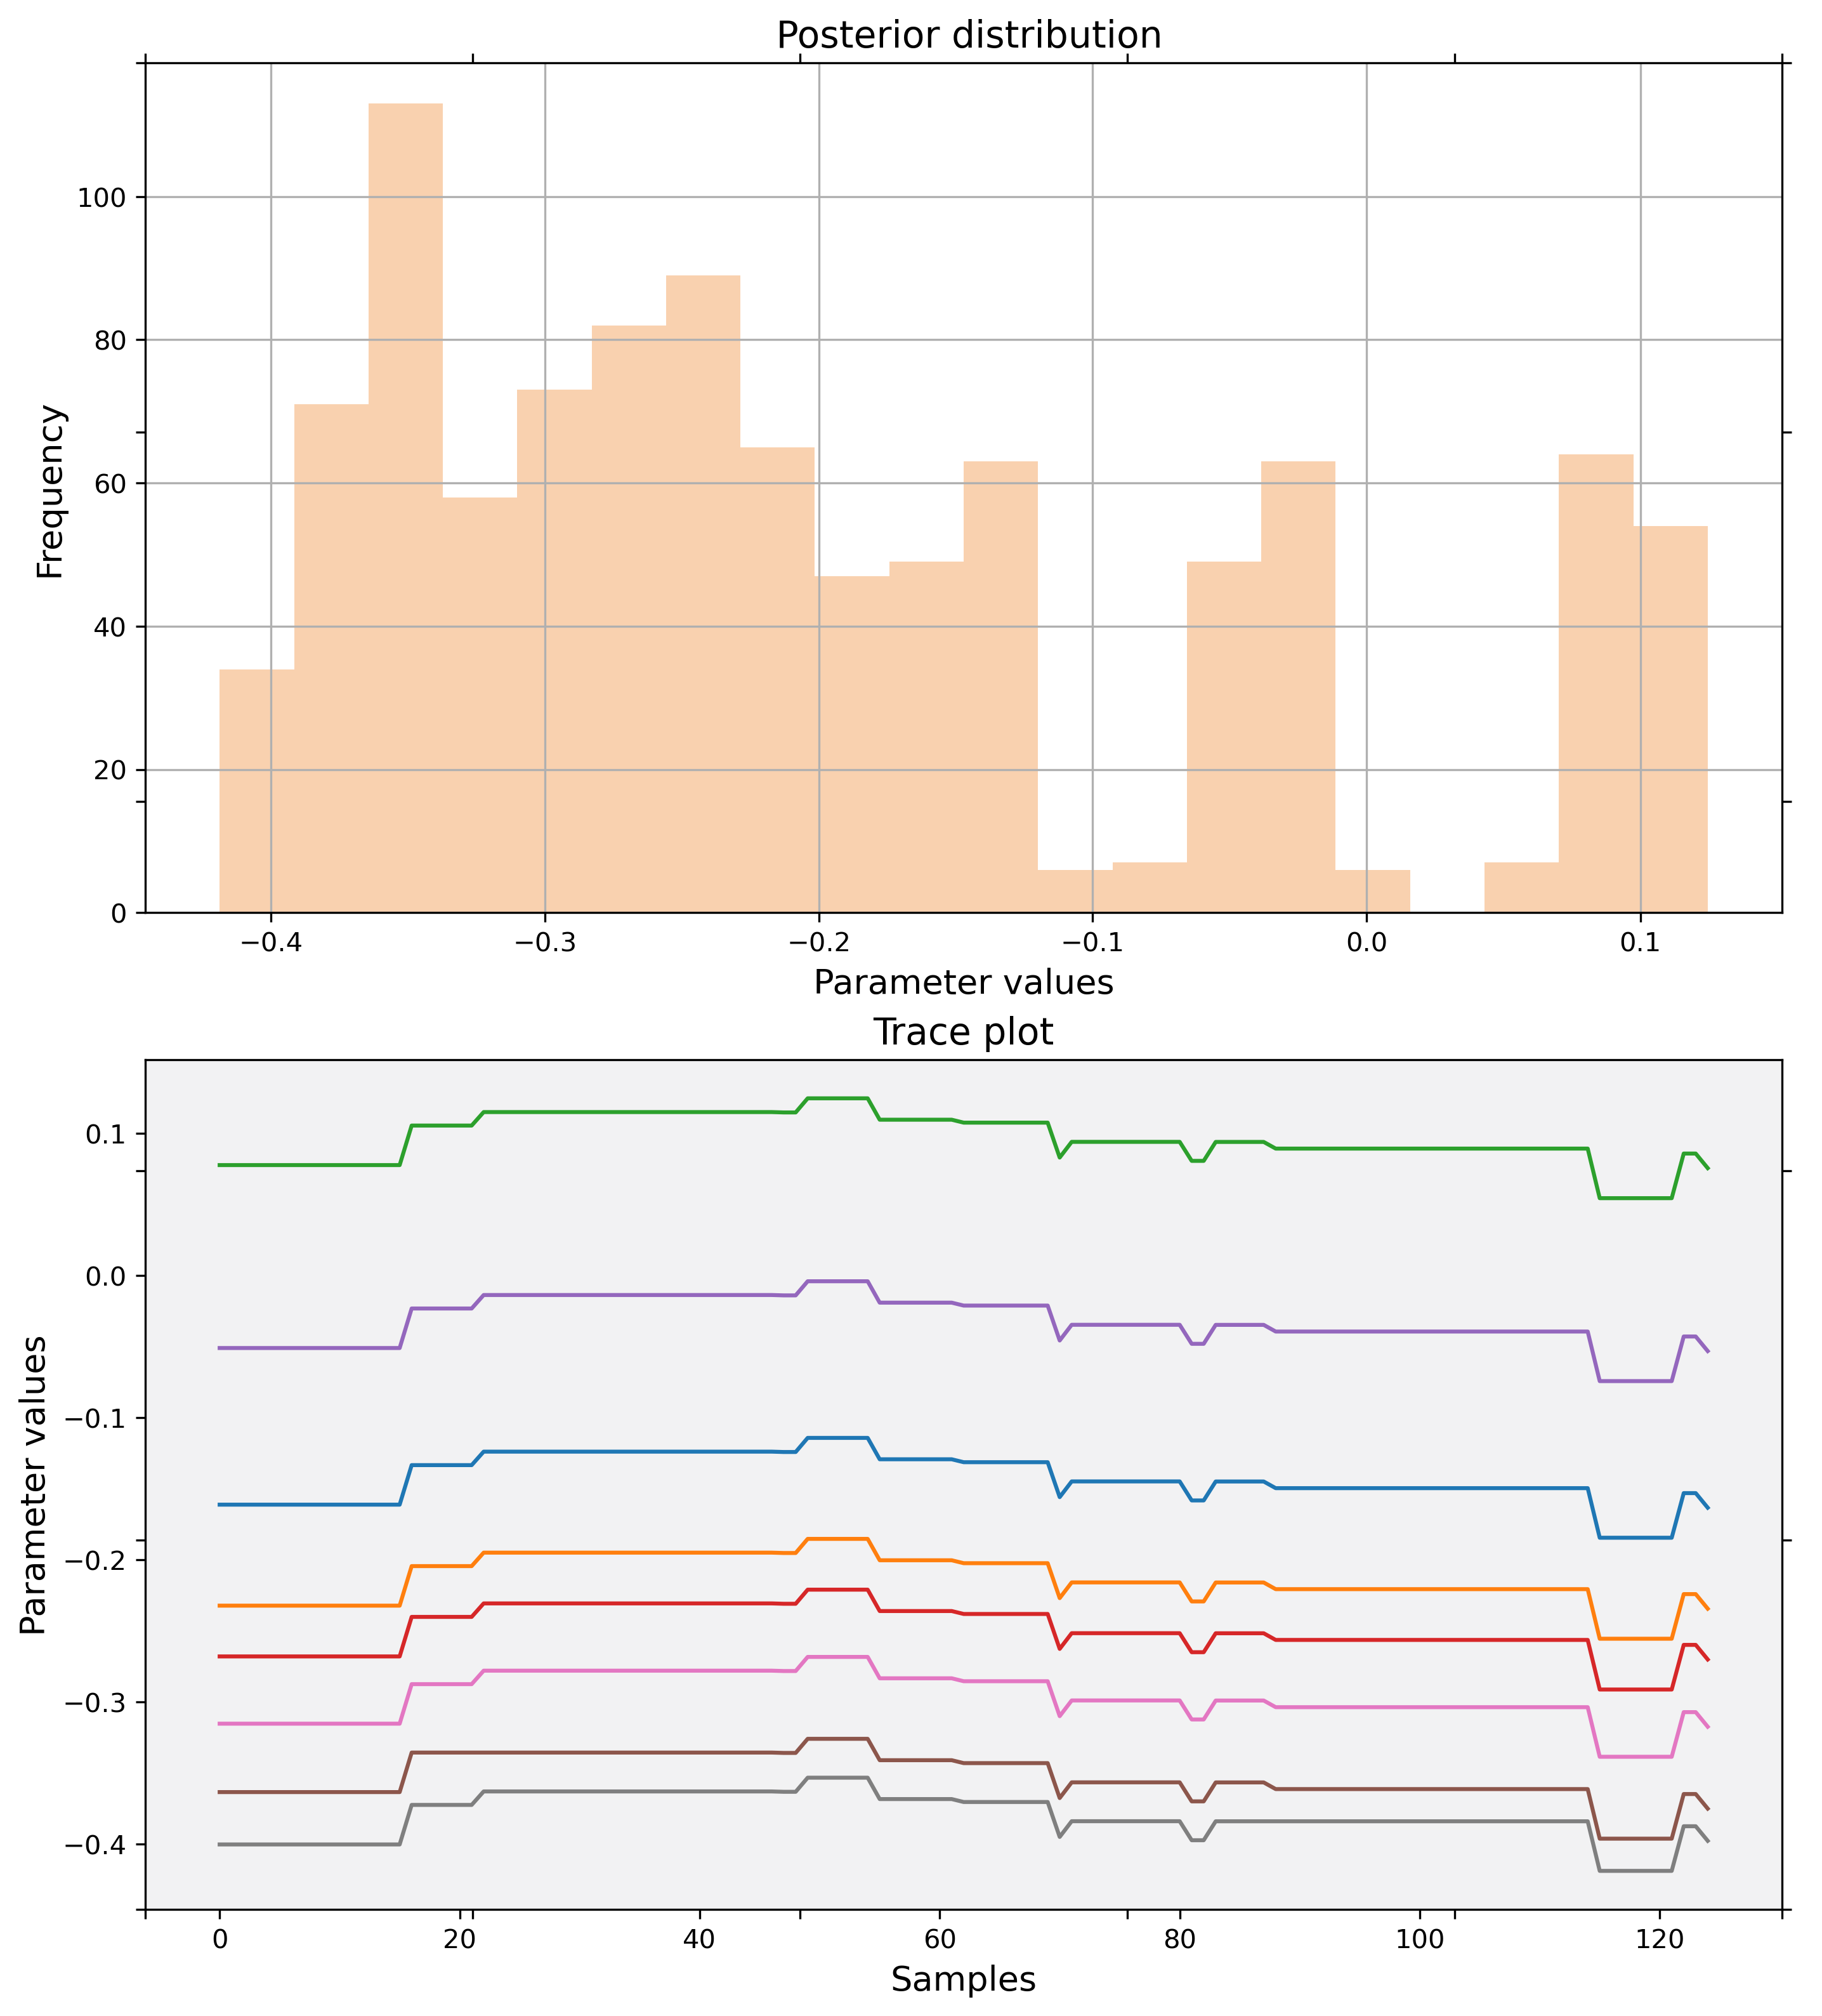 Posterior distribution
100
80
60
40
20
0
Frequency
−0.4 −0.3 −0.2 −0.1 0.0 0.1
Parameter values
Trace plot
0.1
0.0
−0.1
−0.2
−0.3
−0.4
Parameter values
0 20 40 60 80 100 120
Samples